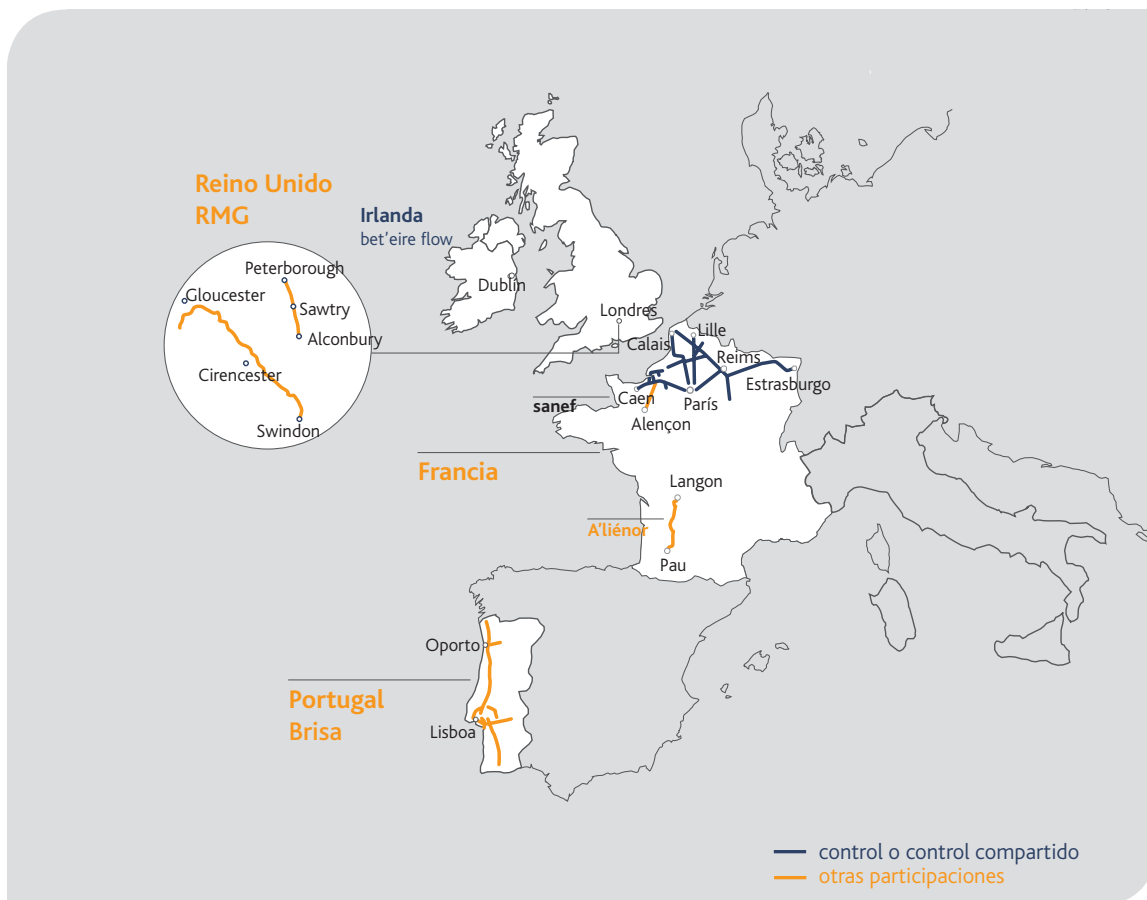 Reino Unido
RMG
Irlanda
bet'eire flow
Peterborough
Gloucester
Sawtry
Alconbury
Cirencester
Swindon
Dublín
Londres
Calais
Lille
Reims
Estrasburgo
Caen
París
sanef
Alençon
Francia
Langon
A'liénor
Pau
Oporto
Portugal
Brisa
Lisboa
control o control compartido
otras participaciones